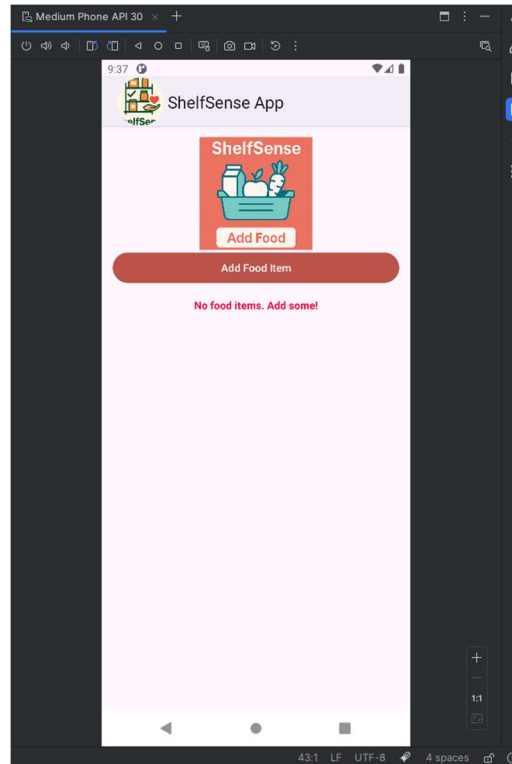 Medium Phone API 30
9:37
ShelfSense App
elfSer
ShelfSense
Add Food
Add Food Item
No food items. Add some!
1:1
43:1 LF UTF-8 4 spaces